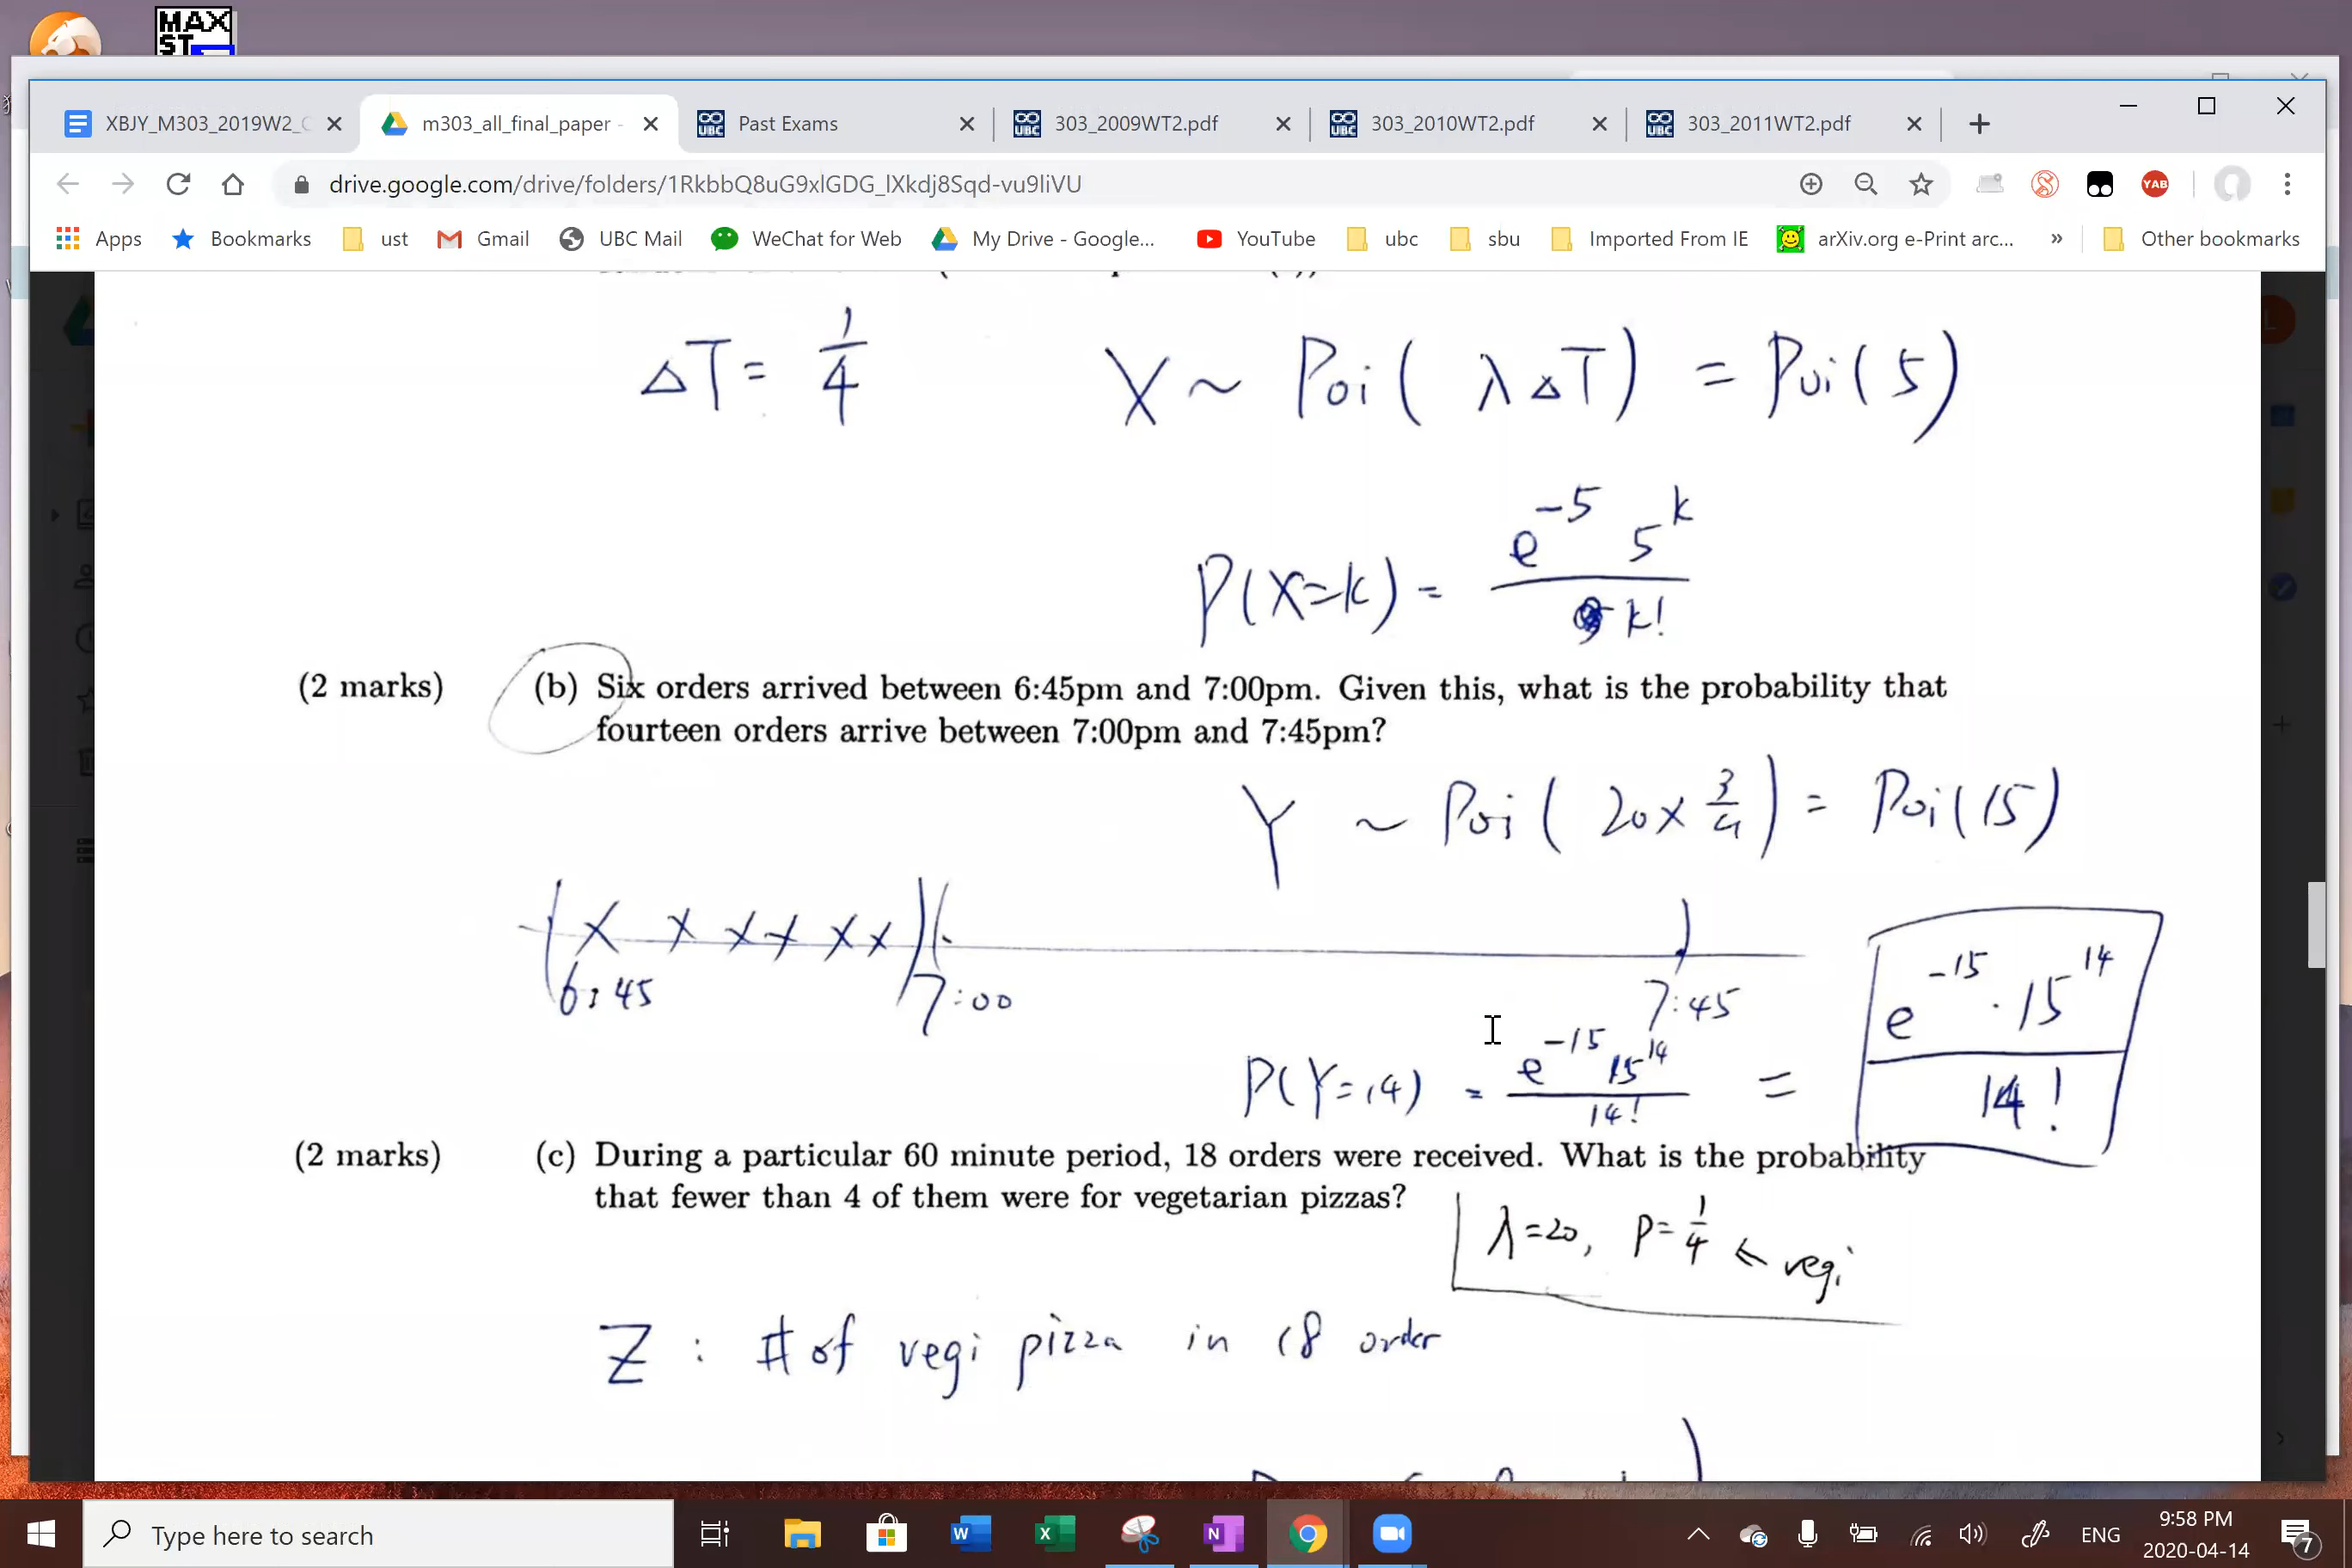 MAX
ST
XBJY_M303_2019W2_
m303_all_final_paper -
Past Exams
303_2009WT2.pdf
303_2010WT2.pdf
303_2011WT2.pdf
drive.google.com/drive/folders/1RkbbQ8uG9xlGDG_lXkdj8Sqd-vu9liVU
YAB
Apps
Bookmarks
ust
Gmail
UBC Mail
WeChat for Web
My Drive - Google...
YouTube
ubc
sbu
Imported From IE
arXiv.org e-Print arc...
»
Other bookmarks
ΔT = 1/4 X ~ Poi( λΔT ) = Poi(5)
P(X=k) = e^-5 5^k / k!
(2 marks) (b) Six orders arrived between 6:45pm and 7:00pm. Given this, what is the probability that
fourteen orders arrive between 7:00pm and 7:45pm?
Y ~ Poi( 20 x 3/4 ) = Poi(15)
X X X X X X
6:45 7:00 7:45
P(Y=14) = e^-15 15^14 / 14! = e^-15 · 15^14 / 14!
(2 marks) (c) During a particular 60 minute period, 18 orders were received. What is the probability
that fewer than 4 of them were for vegetarian pizzas?
λ=20, P=1/4 ← vegi
Z : # of vegi pizza in 18 order
Type here to search
ENG
9:58 PM
2020-04-14
7